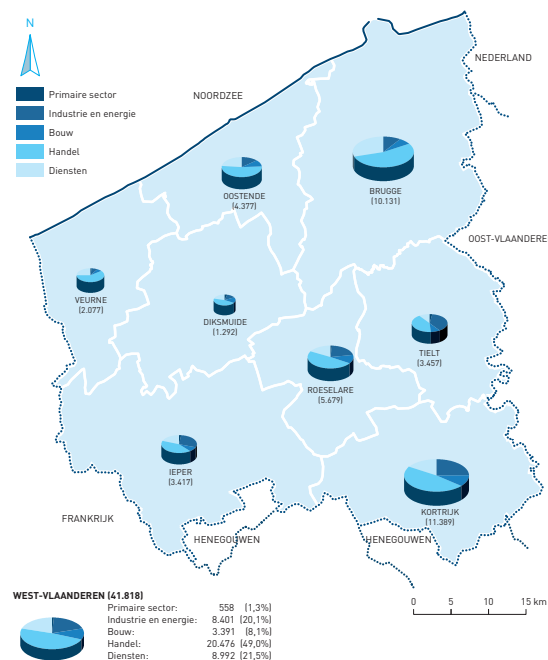 N
Primaire sector
Industrie en energie
Bouw
Handel
Diensten
NOORDZEE
NEDERLAND
BRUGGE
(10.131)
OOSTENDE
(4.377)
OOST-VLAANDERE
VEURNE
(2.077)
DIKSMUIDE
(1.292)
TIELT
(3.457)
ROESELARE
(5.679)
IEPER
(3.417)
KORTRIJK
(11.389)
FRANKRIJK
HENEGOUWEN
HENEGOUWEN
WEST-VLAANDEREN (41.818)
Primaire sector: 558 (1,3%)
Industrie en energie: 8.401 (20,1%)
Bouw: 3.391 (8,1%)
Handel: 20.476 (49,0%)
Diensten: 8.992 (21,5%)
0 5 10 15 km